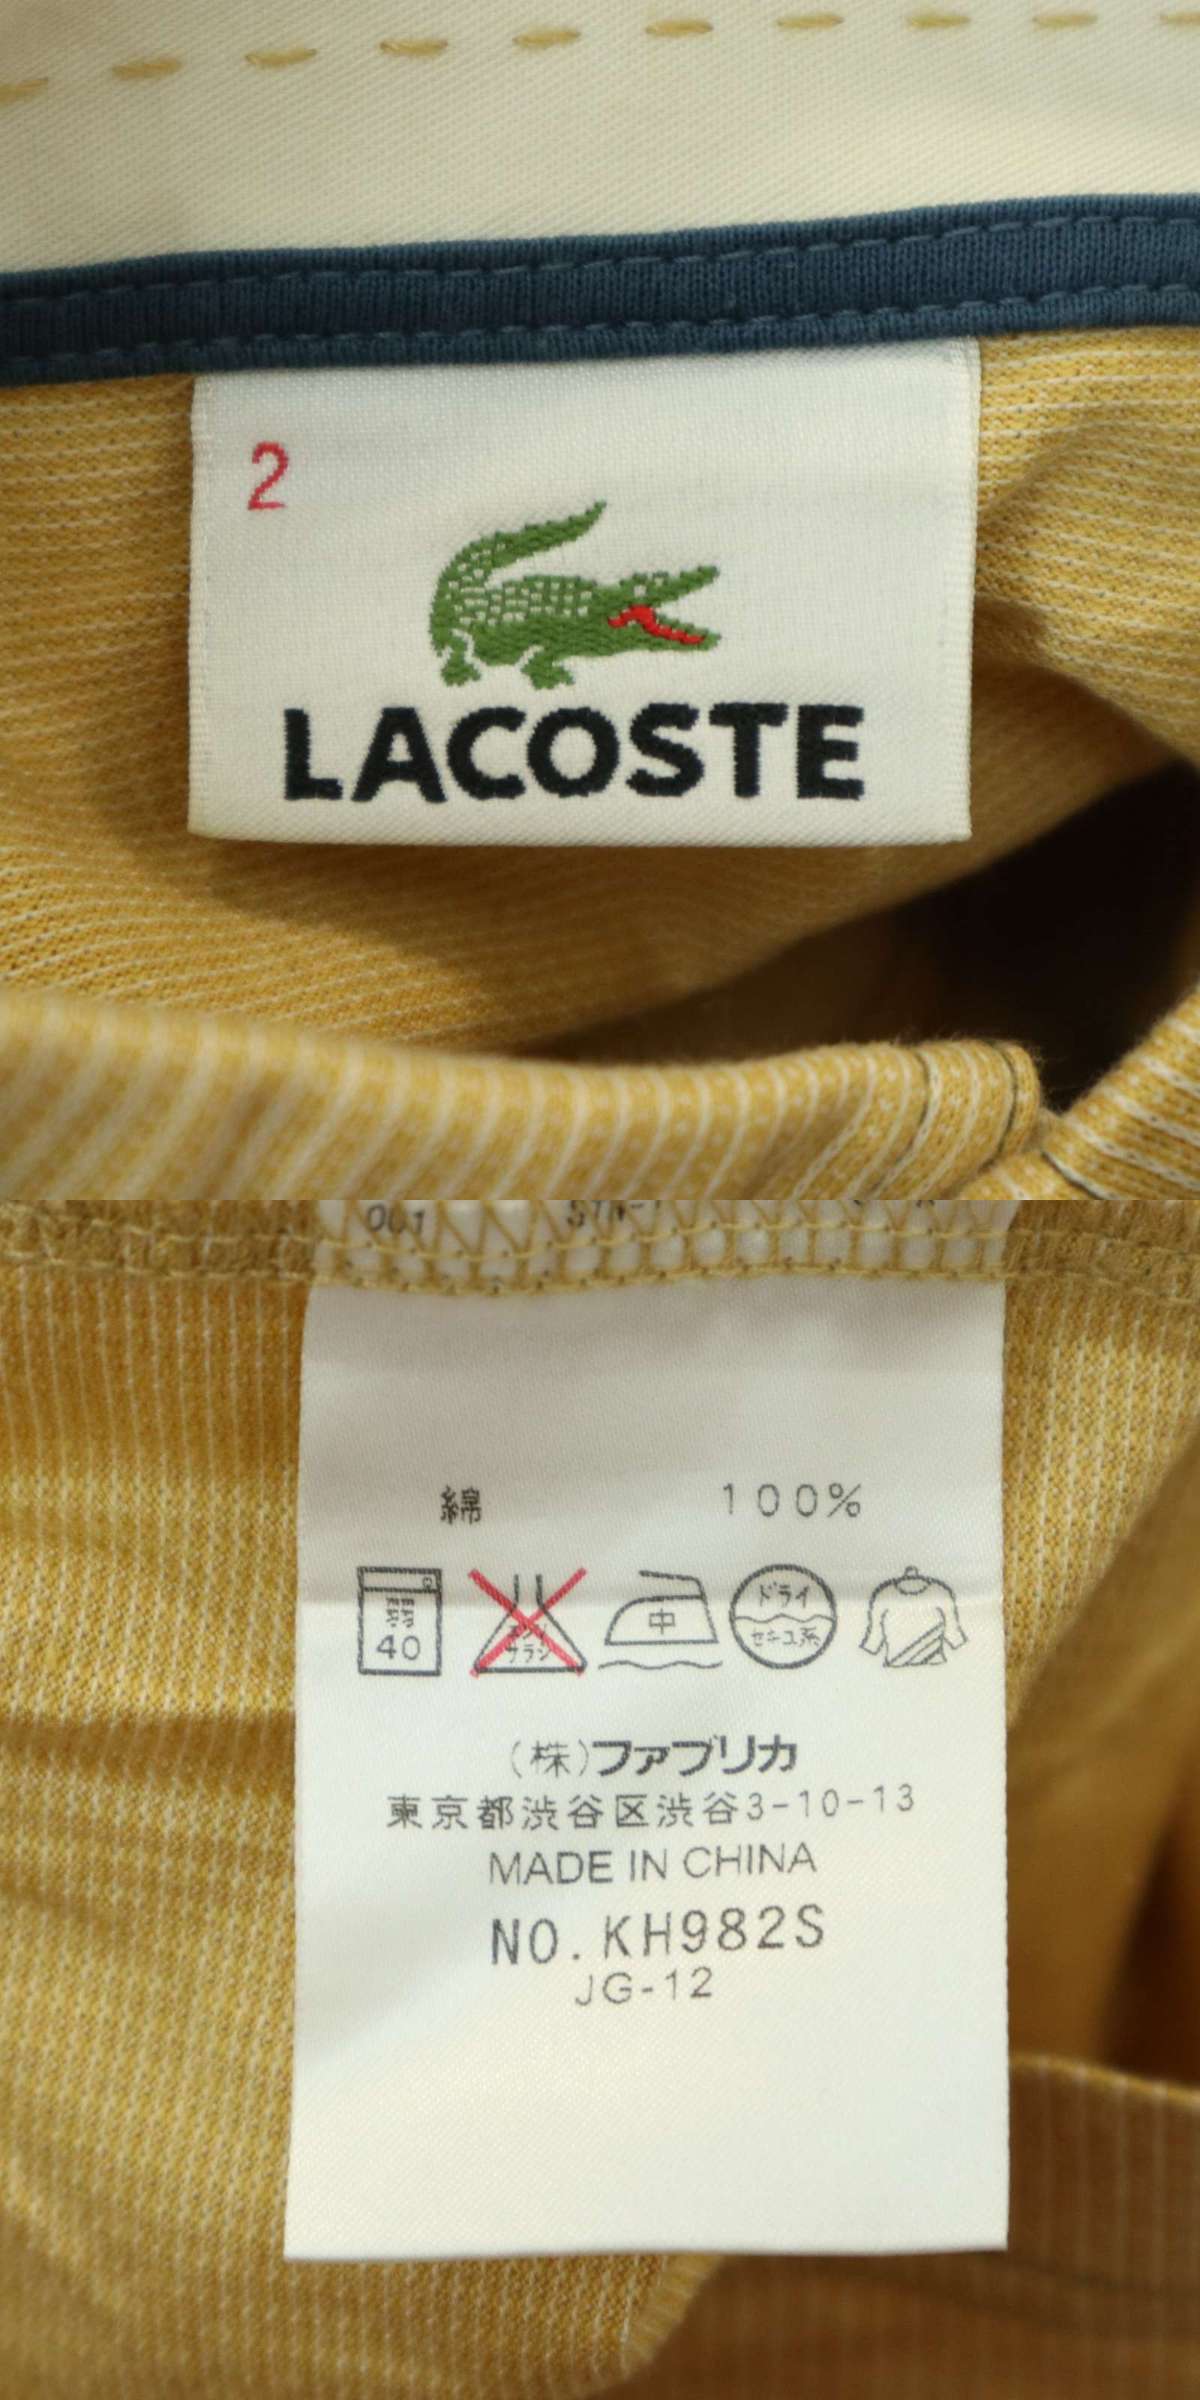 2
LACOSTE
001
綿 100%
40 中 ドライ
セキユ系
(株)ファブリカ
東京都渋谷区渋谷3-10-13
MADE IN CHINA
NO.KH982S
JG-12